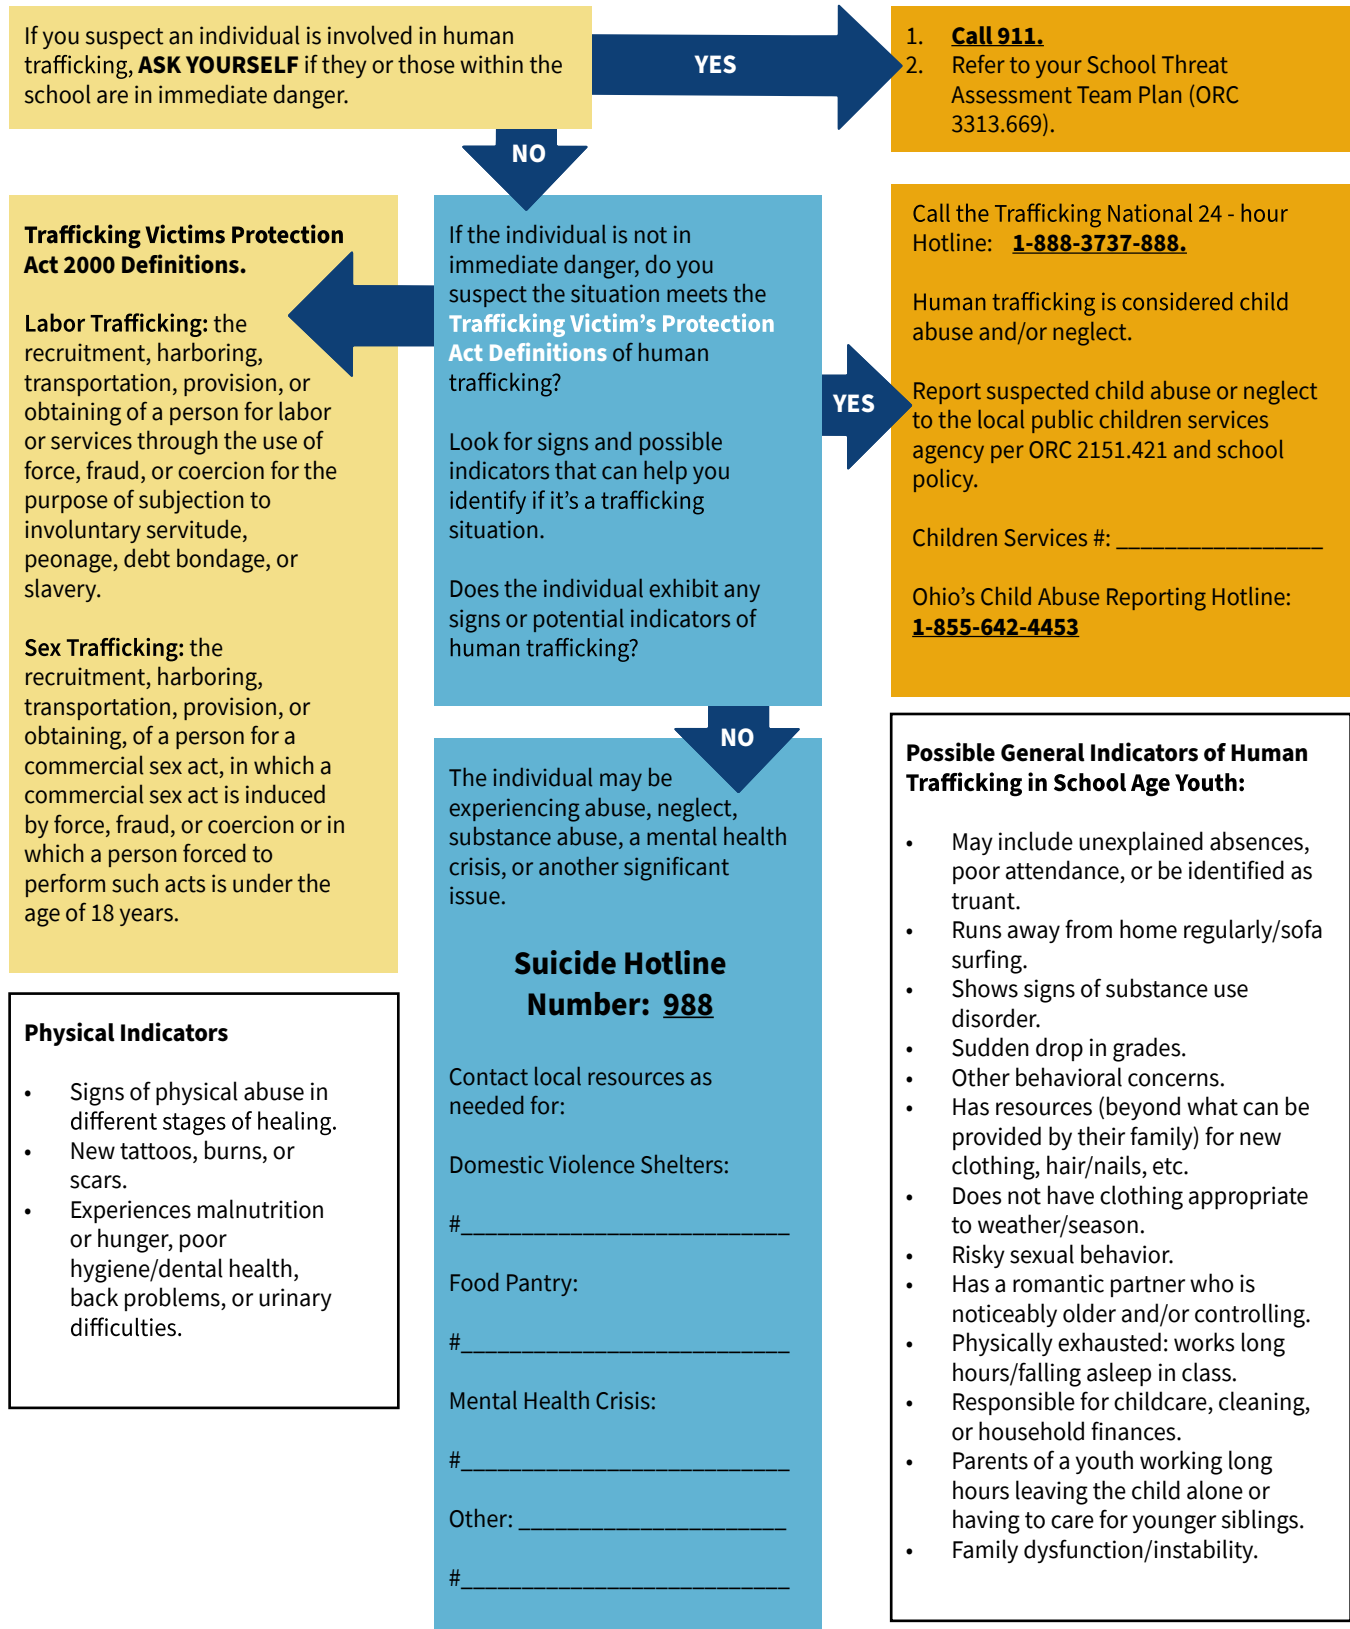 If you suspect an individual is involved in human
trafficking, ASK YOURSELF if they or those within the
school are in immediate danger.
YES
1. Call 911.
2. Refer to your School Threat
Assessment Team Plan (ORC
3313.669).
NO
Trafficking Victims Protection
Act 2000 Definitions.
Labor Trafficking: the
recruitment, harboring,
transportation, provision, or
obtaining of a person for labor
or services through the use of
force, fraud, or coercion for the
purpose of subjection to
involuntary servitude,
peonage, debt bondage, or
slavery.
Sex Trafficking: the
recruitment, harboring,
transportation, provision, or
obtaining, of a person for a
commercial sex act, in which a
commercial sex act is induced
by force, fraud, or coercion or in
which a person forced to
perform such acts is under the
age of 18 years.
If the individual is not in
immediate danger, do you
suspect the situation meets the
Trafficking Victim's Protection
Act Definitions of human
trafficking?
Look for signs and possible
indicators that can help you
identify if it's a trafficking
situation.
Does the individual exhibit any
signs or potential indicators of
human trafficking?
YES
Call the Trafficking National 24 - hour
Hotline: 1-888-3737-888.
Human trafficking is considered child
abuse and/or neglect.
Report suspected child abuse or neglect
to the local public children services
agency per ORC 2151.421 and school
policy.
Children Services #: _________________
Ohio's Child Abuse Reporting Hotline:
1-855-642-4453
NO
The individual may be
experiencing abuse, neglect,
substance abuse, a mental health
crisis, or another significant
issue.
Suicide Hotline
Number: 988
Contact local resources as
needed for:
Domestic Violence Shelters:
#___________________________
Food Pantry:
#___________________________
Mental Health Crisis:
#___________________________
Other: ______________________
#___________________________
Physical Indicators
• Signs of physical abuse in
different stages of healing.
• New tattoos, burns, or
scars.
• Experiences malnutrition
or hunger, poor
hygiene/dental health,
back problems, or urinary
difficulties.
Possible General Indicators of Human
Trafficking in School Age Youth:
• May include unexplained absences,
poor attendance, or be identified as
truant.
• Runs away from home regularly/sofa
surfing.
• Shows signs of substance use
disorder.
• Sudden drop in grades.
• Other behavioral concerns.
• Has resources (beyond what can be
provided by their family) for new
clothing, hair/nails, etc.
• Does not have clothing appropriate
to weather/season.
• Risky sexual behavior.
• Has a romantic partner who is
noticeably older and/or controlling.
• Physically exhausted: works long
hours/falling asleep in class.
• Responsible for childcare, cleaning,
or household finances.
• Parents of a youth working long
hours leaving the child alone or
having to care for younger siblings.
• Family dysfunction/instability.